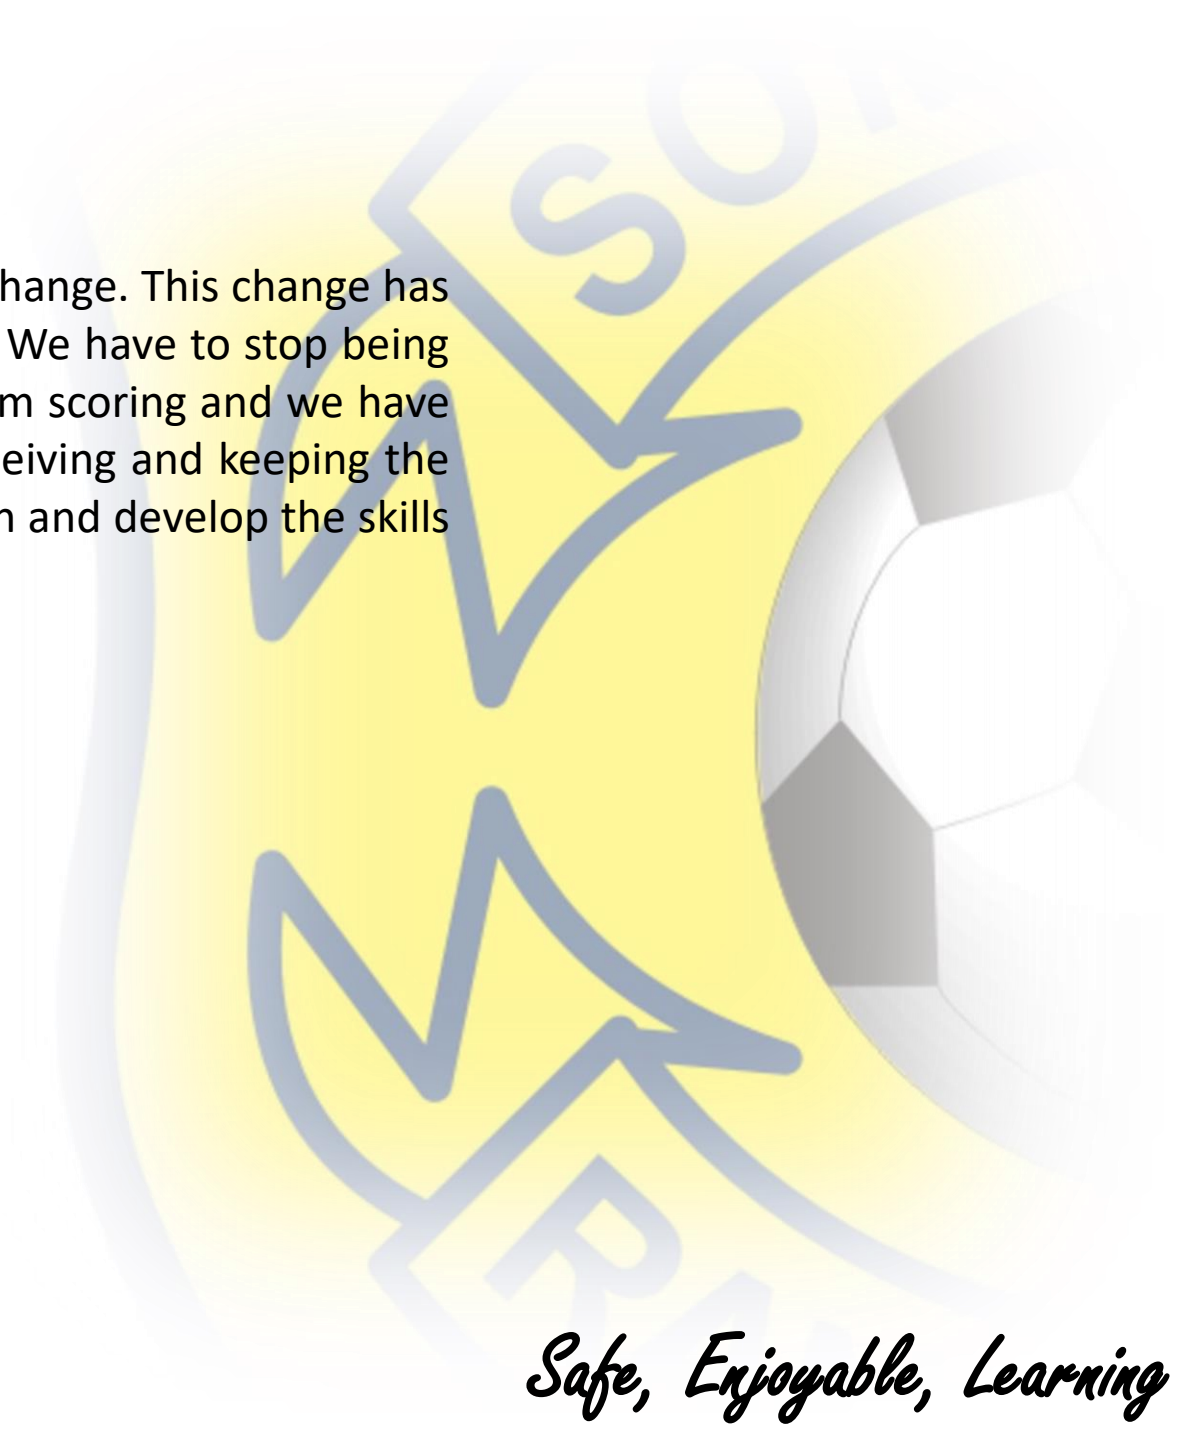 SO
hange. This change has
We have to stop being
m scoring and we have
eiving and keeping the
n and develop the skills
R
Safe, Enjoyable, Learning